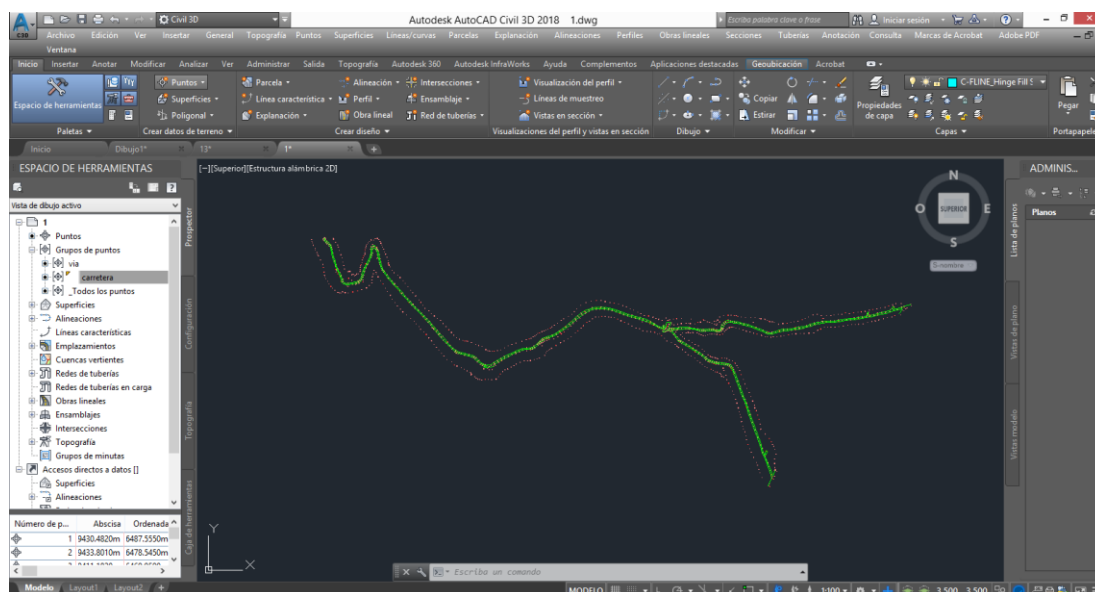 Civil 3D
Autodesk AutoCAD Civil 3D 2018 1.dwg
Escriba palabra clave o frase
Iniciar sesión
C3D
Archivo Edición Ver Insertar General Topografía Puntos Superficies Líneas/curvas Parcelas Explanación Alineaciones Perfiles Obras lineales Secciones Tuberías Anotación Consulta Marcas de Acrobat Adobe PDF
Ventana
Inicio Insertar Anotar Modificar Analizar Ver Administrar Salida Topografía Autodesk 360 Autodesk InfraWorks Ayuda Complementos Aplicaciones destacadas Geoubicación Acrobat
Espacio de herramientas
Puntos
Superficies
Poligonal
Parcela
Línea característica
Explanación
Alineación
Perfil
Obra lineal
Intersecciones
Ensamblaje
Red de tuberías
Visualización del perfil
Líneas de muestreo
Vistas en sección
Copiar
Estirar
Propiedades de capa
C-FLINE_Hinge Fill S
Pegar
Paletas Crear datos de terreno Crear diseño Visualizaciones del perfil y vistas en sección Dibujo Modificar Capas Portapapele
Inicio Dibujo1* 13* 1*
ESPACIO DE HERRAMIENTAS
Vista de dibujo activo
1
Puntos
Grupos de puntos
via
carretera
_Todos los puntos
Superficies
Alineaciones
Líneas características
Emplazamientos
Cuencas vertientes
Redes de tuberías
Redes de tuberías en carga
Obras lineales
Ensamblajes
Intersecciones
Topografía
Grupos de minutas
Accesos directos a datos []
Superficies
Alineaciones
Número de p... Abscisa Ordenada
1 9430.4820m 6487.5550m
2 9433.8010m 6478.5450m
Prospector
Configuración
Topografía
Caja de herramientas
[−][Superior][Estructura alámbrica 2D]
N
O SUPERIOR E
S
S-nombre
Y
X
Escriba un comando
ADMINIS...
Planos
Lista de planos
Vistas de plano
Vistas modelo
Modelo Layout1 Layout2 +
MODELO 1:100 3.500 3.500